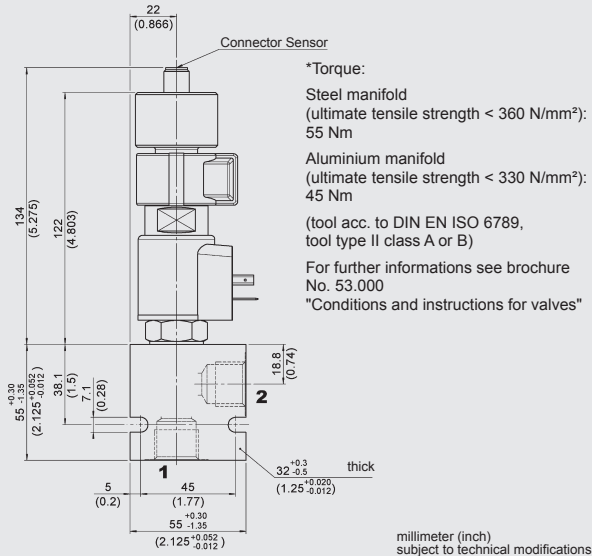 22
(0.866)
Connector Sensor
*Torque:
Steel manifold
(ultimate tensile strength < 360 N/mm²):
55 Nm
Aluminium manifold
(ultimate tensile strength < 330 N/mm²):
45 Nm
(tool acc. to DIN EN ISO 6789,
tool type II class A or B)
For further informations see brochure
No. 53.000
"Conditions and instructions for valves"
134
(5.275)
122
(4.803)
55 +0.30 -1.35
(2.125 +0.052 -0.012)
38.1
(1.5)
7.1
(0.28)
18.8
(0.74)
2
1
32 +0.3 -0.5 thick
(1.25 +0.020 -0.012)
5
(0.2)
45
(1.77)
55 +0.30 -1.35
(2.125 +0.052 -0.012)
millimeter (inch)
subject to technical modifications